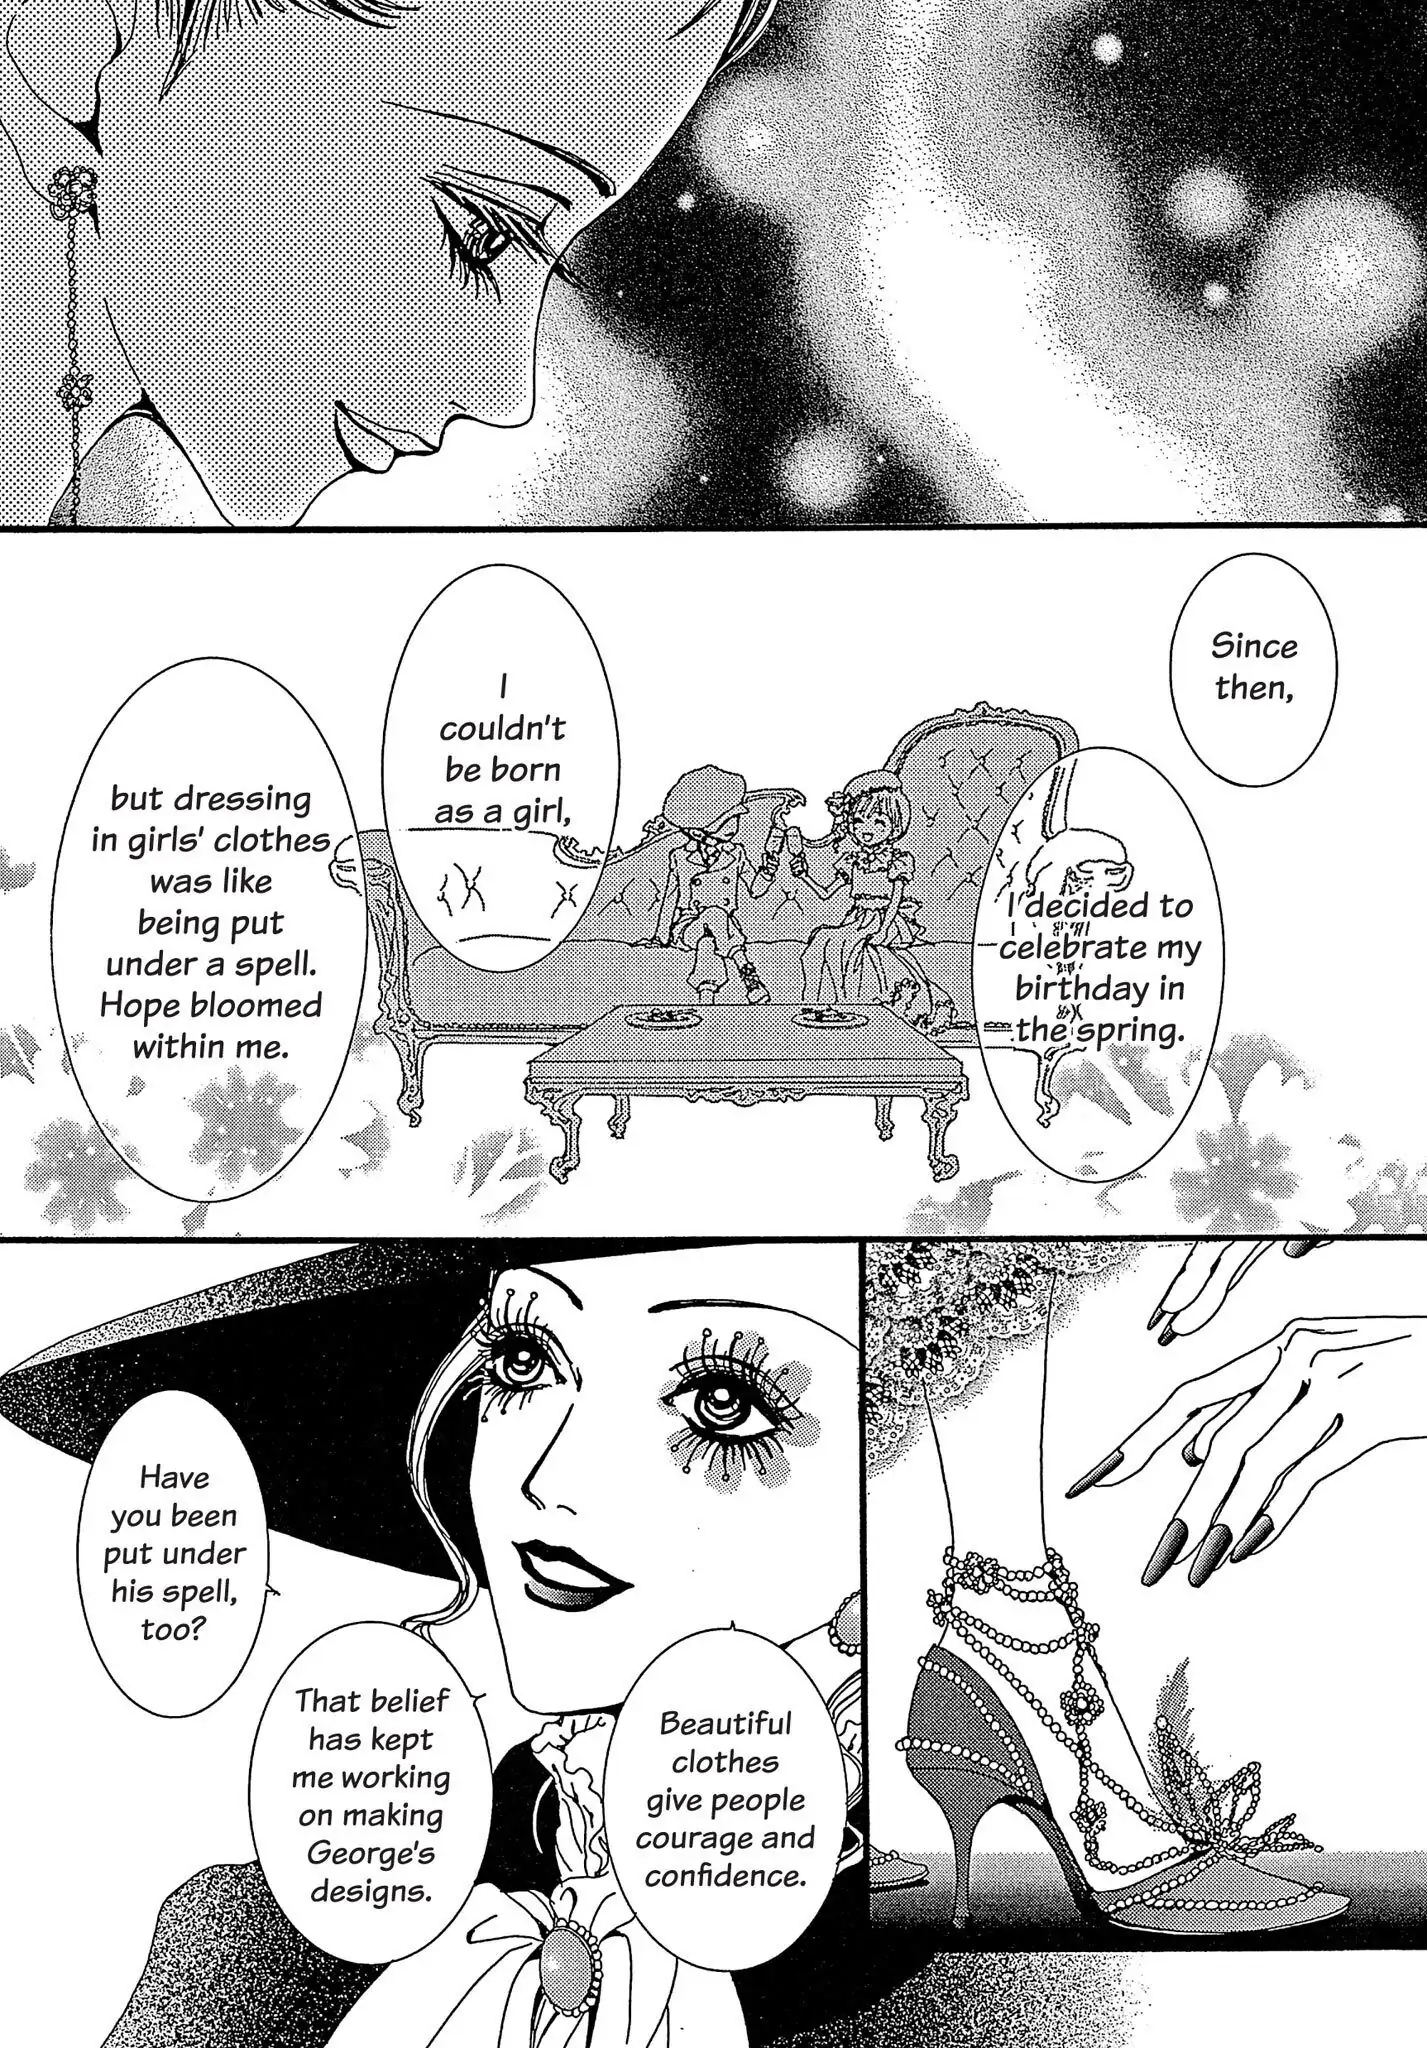 Since
then,
I decided to
celebrate my
birthday in
the spring.
I
couldn't
be born
as a girl,
but dressing
in girls' clothes
was like
being put
under a spell.
Hope bloomed
within me.
Beautiful
clothes
give people
courage and
confidence.
That belief
has kept
me working
on making
George's
designs.
Have
you been
put under
his spell,
too?